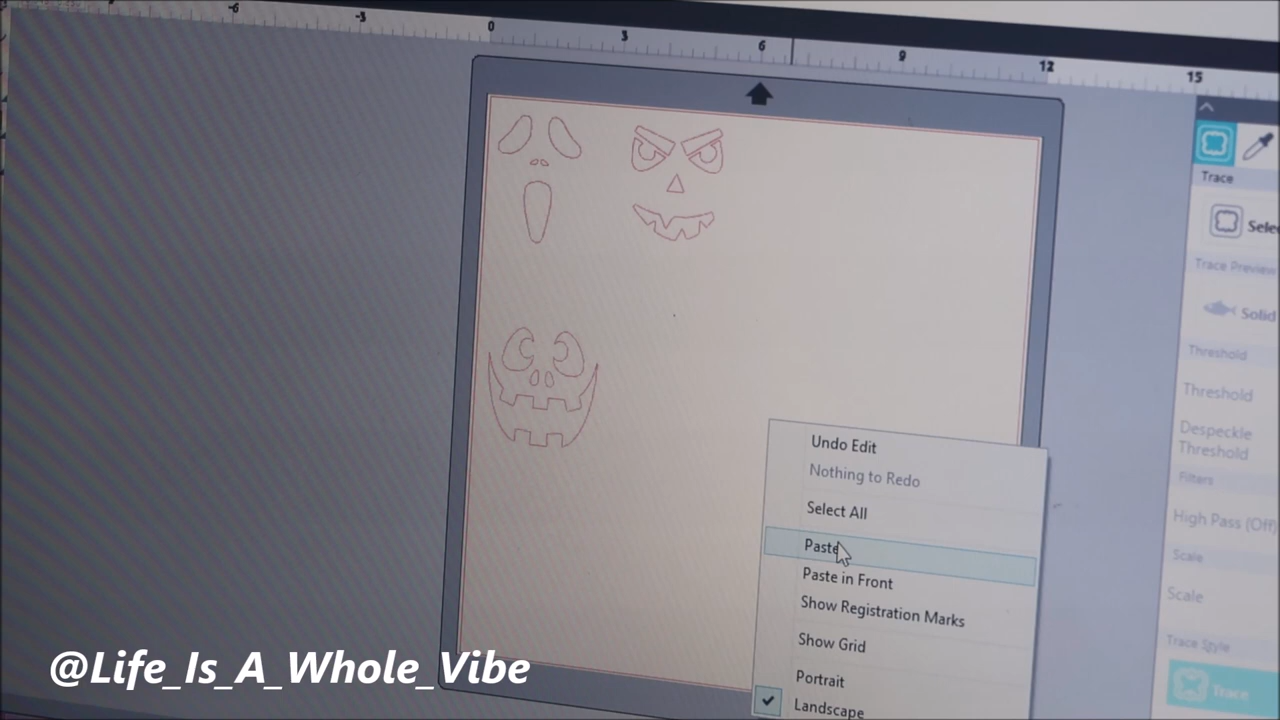 -6
-3
0
3
6
9
12
15
Trace
Trace Preview
Solid
Threshold
Threshold
Despeckle
Threshold
Filters
High Pass (Off)
Scale
Scale
Trace Style
Trace
Undo Edit
Nothing to Redo
Select All
Paste
Paste in Front
Show Registration Marks
Show Grid
Portrait
Landscape
@Life_Is_A_Whole_Vibe